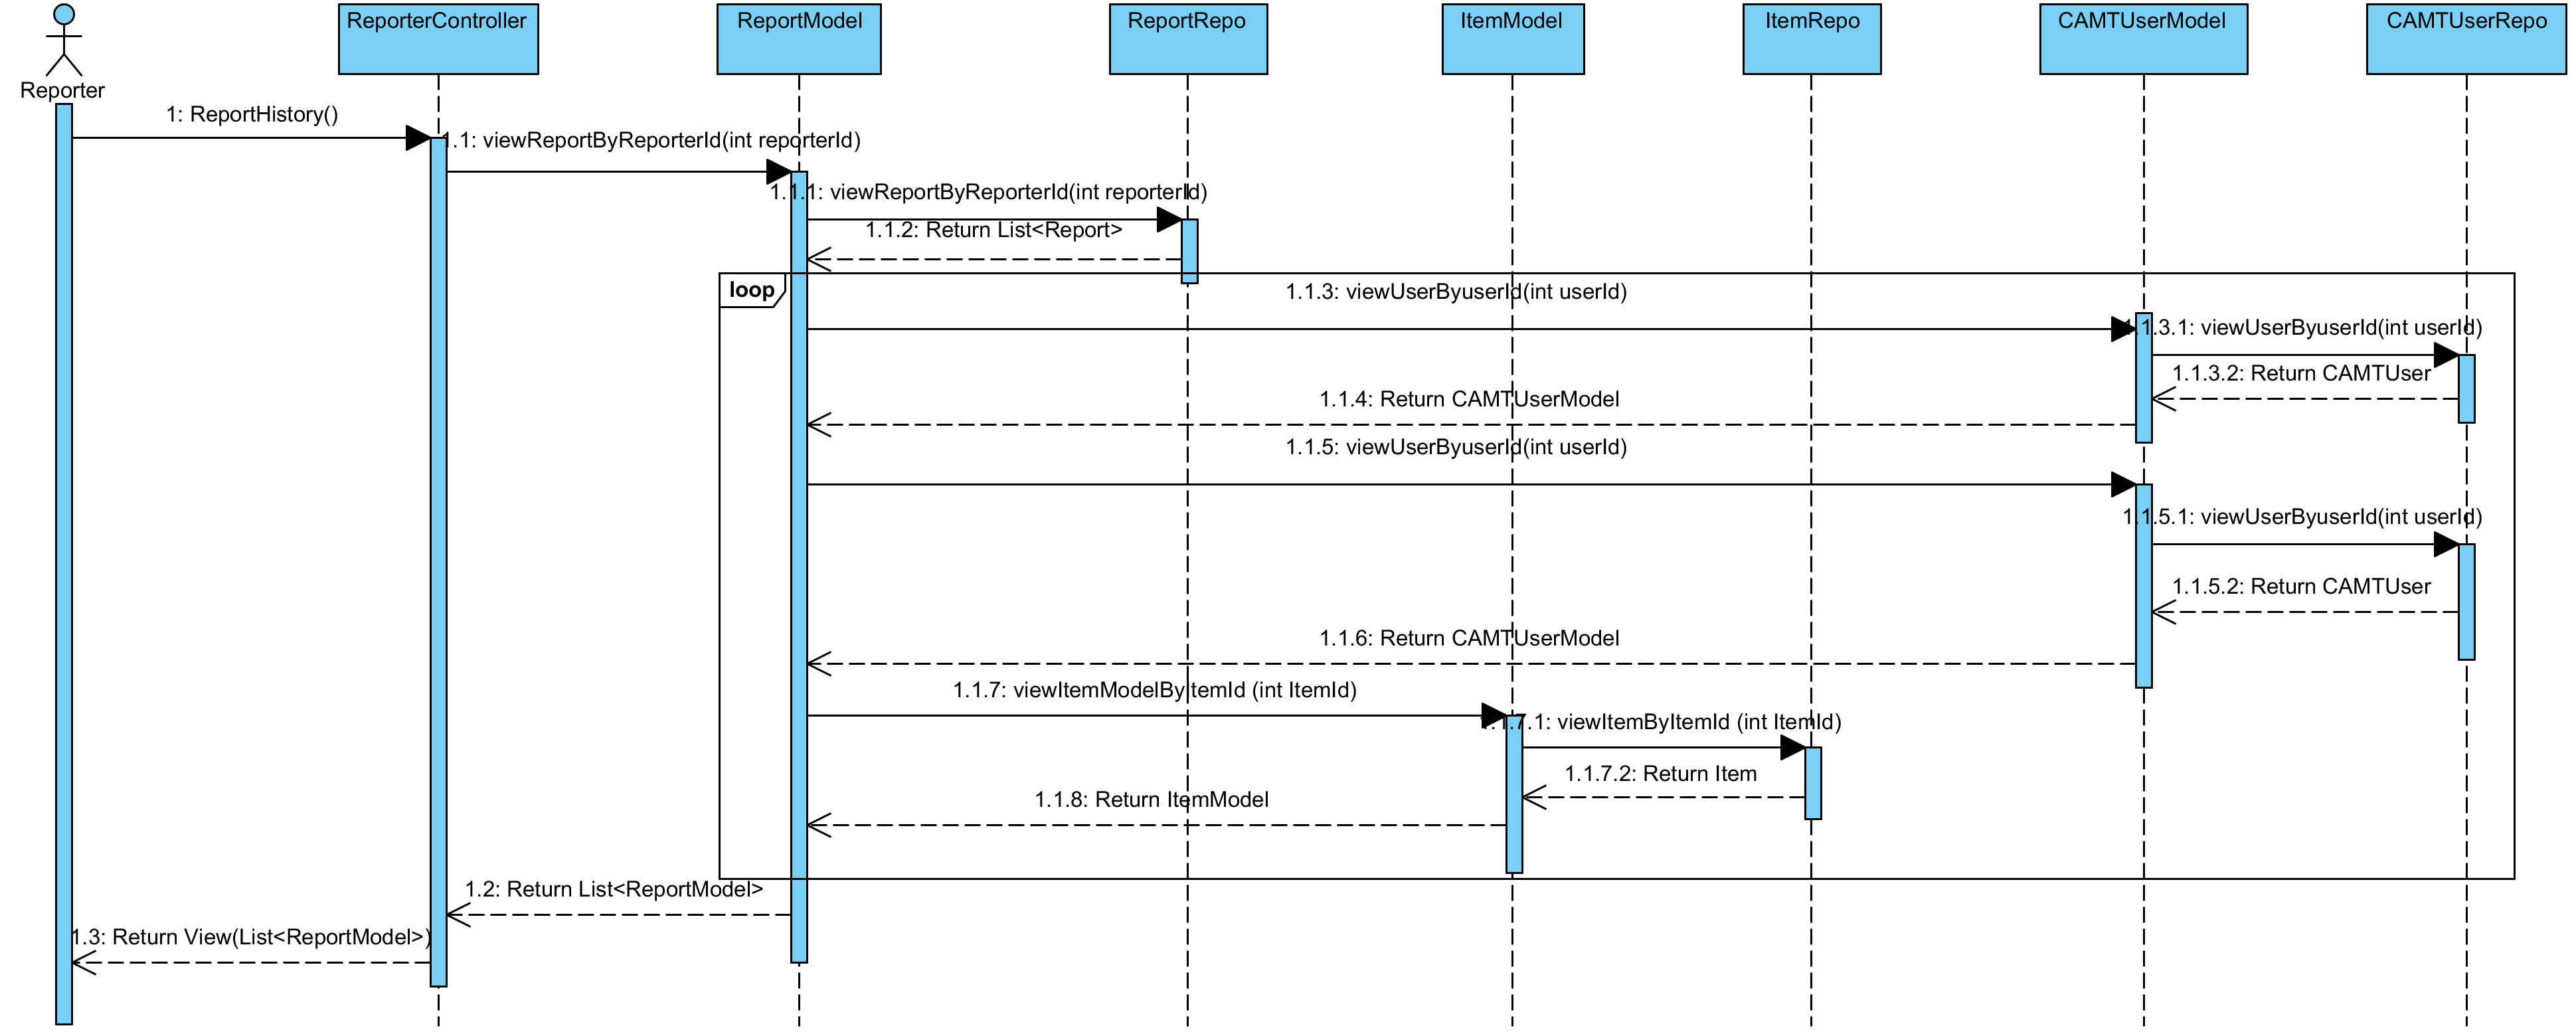 ReporterController
ReportModel
ReportRepo
ItemModel
ItemRepo
CAMTUserModel
CAMTUserRepo
Reporter
1: ReportHistory()
1.1: viewReportByReporterId(int reporterId)
1.1.1: viewReportByReporterId(int reporterId)
1.1.2: Return List<Report>
loop
1.1.3: viewUserByuserId(int userId)
1.1.3.1: viewUserByuserId(int userId)
1.1.3.2: Return CAMTUser
1.1.4: Return CAMTUserModel
1.1.5: viewUserByuserId(int userId)
1.1.5.1: viewUserByuserId(int userId)
1.1.5.2: Return CAMTUser
1.1.6: Return CAMTUserModel
1.1.7: viewItemModelByItemId (int ItemId)
1.1.7.1: viewItemByItemId (int ItemId)
1.1.7.2: Return Item
1.1.8: Return ItemModel
1.2: Return List<ReportModel>
1.3: Return View(List<ReportModel>)